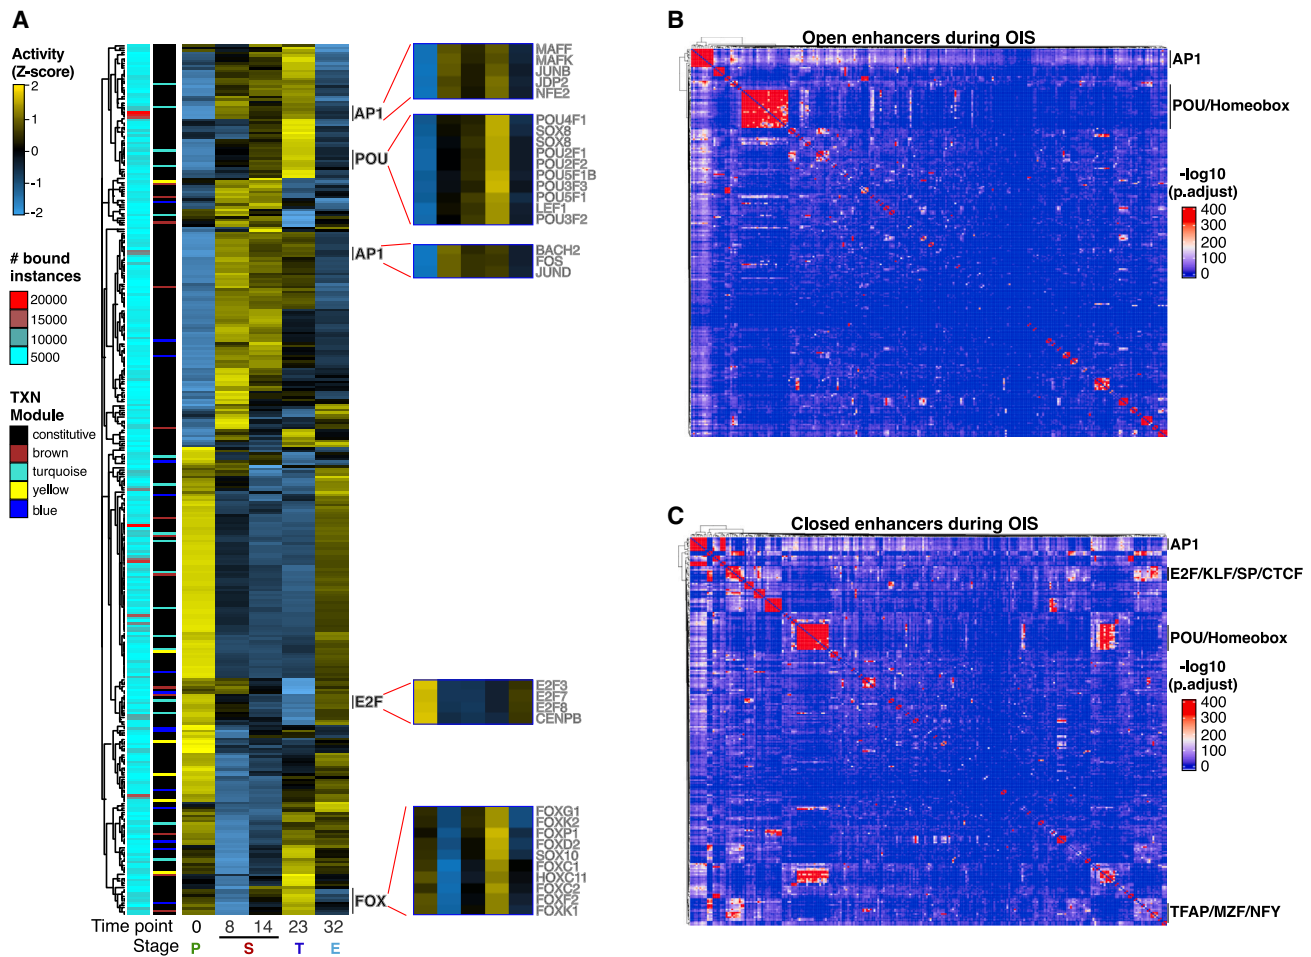 A
Activity
(Z-score)
2
1
0
-1
-2
# bound
instances
20000
15000
10000
5000
TXN
Module
constitutive
brown
turquoise
yellow
blue
AP1
POU
AP1
E2F
FOX
MAFF
MAFK
JUNB
JDP2
NFE2
POU4F1
SOX8
SOX8
POU2F1
POU2F2
POU5F1B
POU3F3
POU5F1
LEF1
POU3F2
BACH2
FOS
JUND
E2F3
E2F7
E2F8
CENPB
FOXG1
FOXK2
FOXP1
FOXD2
SOX10
FOXC1
HOXC11
FOXC2
FOXF2
FOXK1
Time point 0 8 14 23 32
Stage P S T E
B
Open enhancers during OIS
AP1
POU/Homeobox
-log10
(p.adjust)
400
300
200
100
0
C
Closed enhancers during OIS
AP1
E2F/KLF/SP/CTCF
POU/Homeobox
-log10
(p.adjust)
400
300
200
100
0
TFAP/MZF/NFY